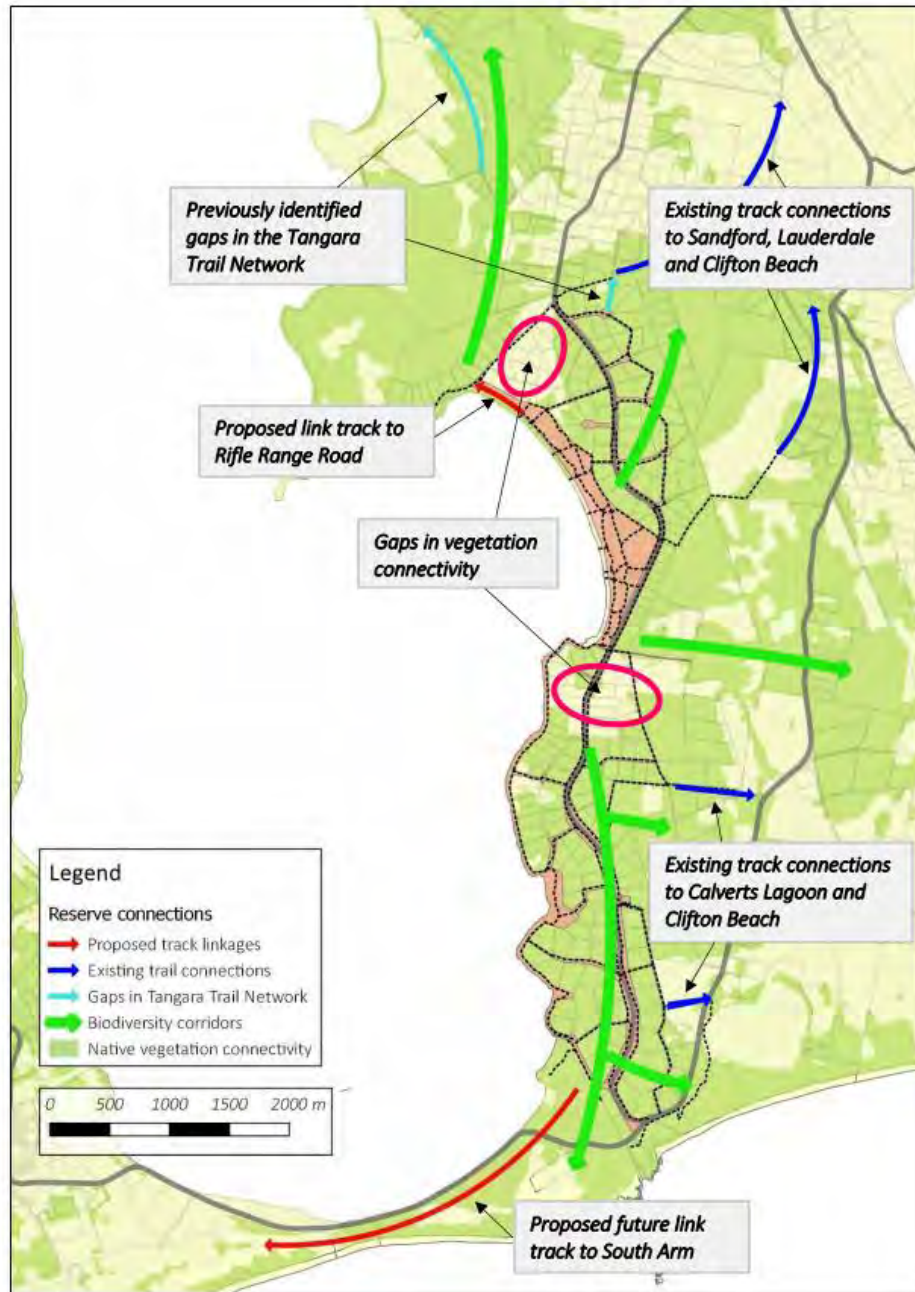 Previously identified
gaps in the Tangara
Trail Network
Existing track connections
to Sandford, Lauderdale
and Clifton Beach
Proposed link track to
Rifle Range Road
Gaps in vegetation
connectivity
Existing track connections
to Calverts Lagoon and
Clifton Beach
Legend
Reserve connections
Proposed track linkages
Existing trail connections
Gaps in Tangara Trail Network
Biodiversity corridors
Native vegetation connectivity
0 500 1000 1500 2000 m
Proposed future link
track to South Arm